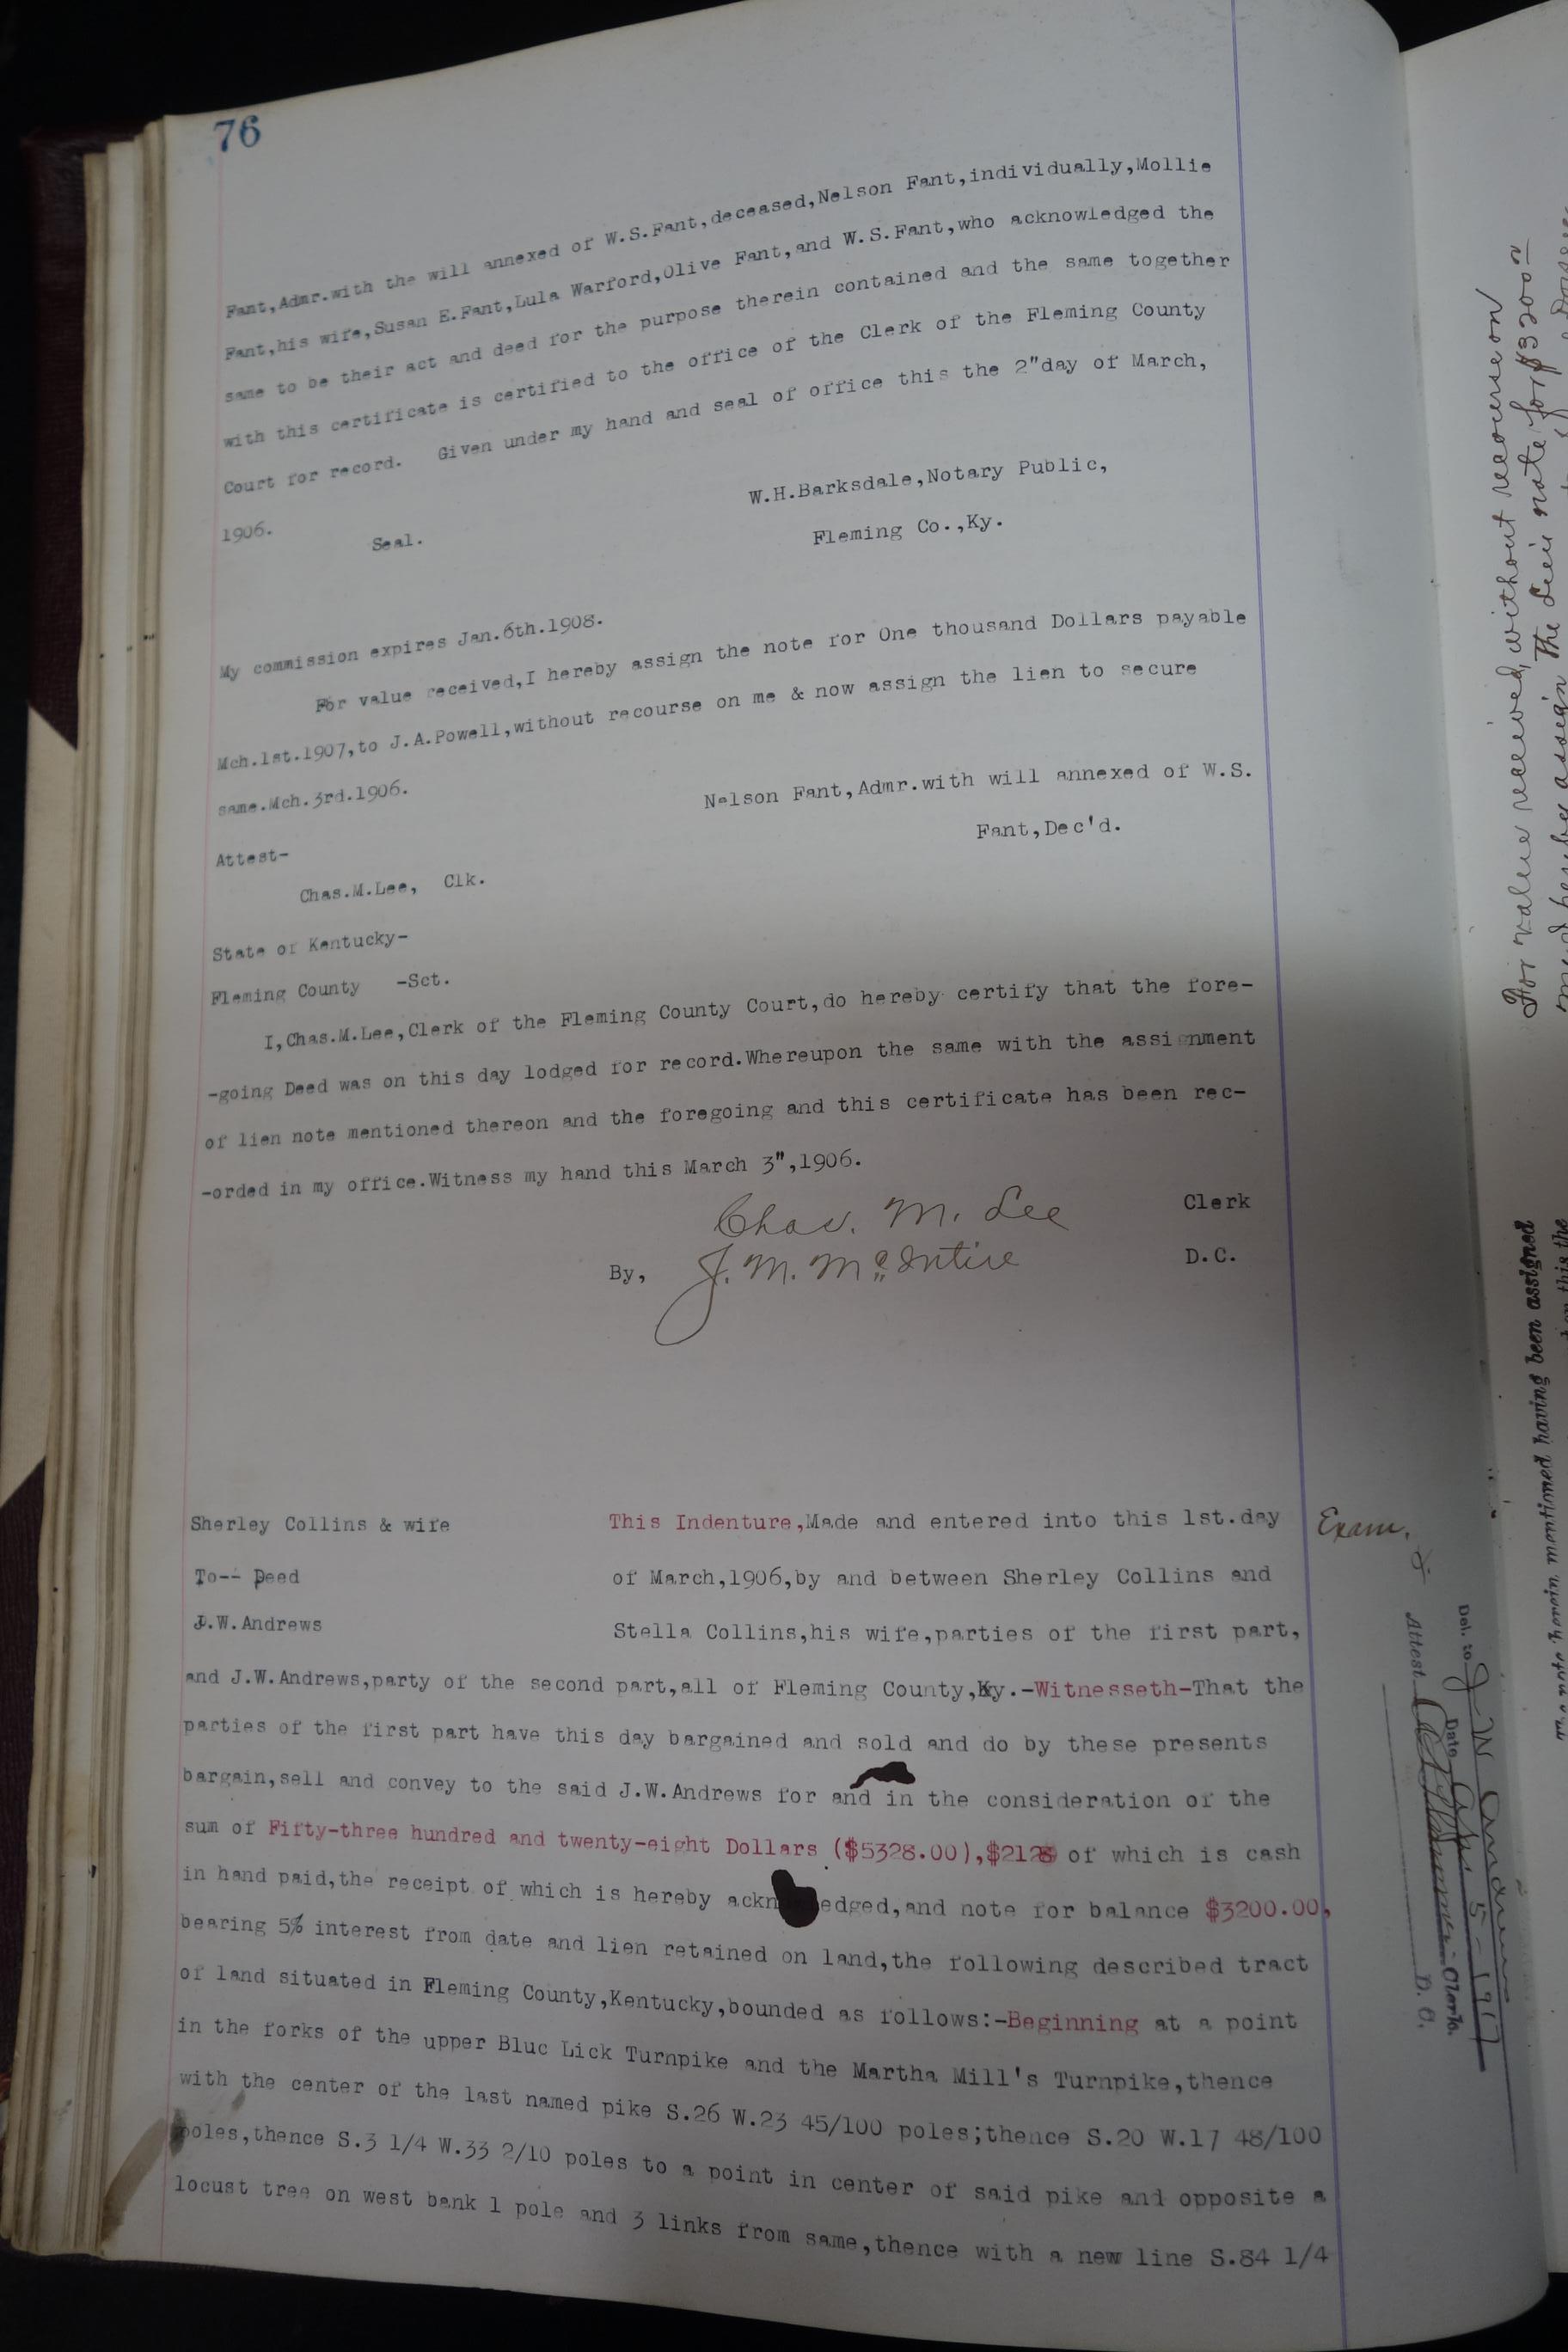 76
Fant,Admr.with the will annexed of W.S.Fant,deceased,Nelson Fant,individually,Mollie
Fant,his wife,Susan E.Fant,Lula Warford,Olive Fant,and W.S.Fant,who acknowledged the
same to be their act and deed for the purpose therein contained and the same together
with this certificate is certified to the office of the Clerk of the Fleming County
Court for record. Given under my hand and seal of office this the 2"day of March,
1906.
Seal.
W.H.Barksdale,Notary Public,
Fleming Co.,Ky.
My commission expires Jan.6th.1908.
For value received,I hereby assign the note for One thousand Dollars payable
Mch.1st.1907,to J.A.Powell,without recourse on me & now assign the lien to secure
same.Mch.3rd.1906.
Nelson Fant,Admr.with will annexed of W.S.
Fant,Dec'd.
Attest-
Chas.M.Lee, Clk.
State of Kentucky-
Fleming County -Sct.
I,Chas.M.Lee,Clerk of the Fleming County Court,do hereby certify that the fore-
-going Deed was on this day lodged for record.Whereupon the same with the assignment
of lien note mentioned thereon and the foregoing and this certificate has been rec-
-orded in my office.Witness my hand this March 3",1906.
Chas. M. Lee Clerk
By, J. M. McIntire D.C.
Sherley Collins & wife
To-- Deed
J.W.Andrews
This Indenture,Made and entered into this 1st.day
of March,1906,by and between Sherley Collins and
Stella Collins,his wife,parties of the first part,
and J.W.Andrews,party of the second part,all of Fleming County,Ky.-Witnesseth-That the
parties of the first part have this day bargained and sold and do by these presents
bargain,sell and convey to the said J.W.Andrews for and in the consideration of the
sum of Fifty-three hundred and twenty-eight Dollars ($5328.00),$2128 of which is cash
in hand paid,the receipt of which is hereby ackn edged,and note for balance $3200.00,
bearing 5% interest from date and lien retained on land,the following described tract
of land situated in Fleming County,Kentucky,bounded as follows:-Beginning at a point
in the forks of the upper Bluc Lick Turnpike and the Martha Mill's Turnpike,thence
with the center of the last named pike S.26 W.23 45/100 poles;thence S.20 W.17 48/100
poles,thence S.3 1/4 W.33 2/10 poles to a point in center of said pike and opposite a
locust tree on west bank 1 pole and 3 links from same,thence with a new line S.84 1/4
Exam.
Del. to J W Andrews
Date 5- 1907
Attest Clerk.
D. C.
For value received, without recourse on
me I hereby assign the lien note for $3200 00
note herein mentioned having been assigned